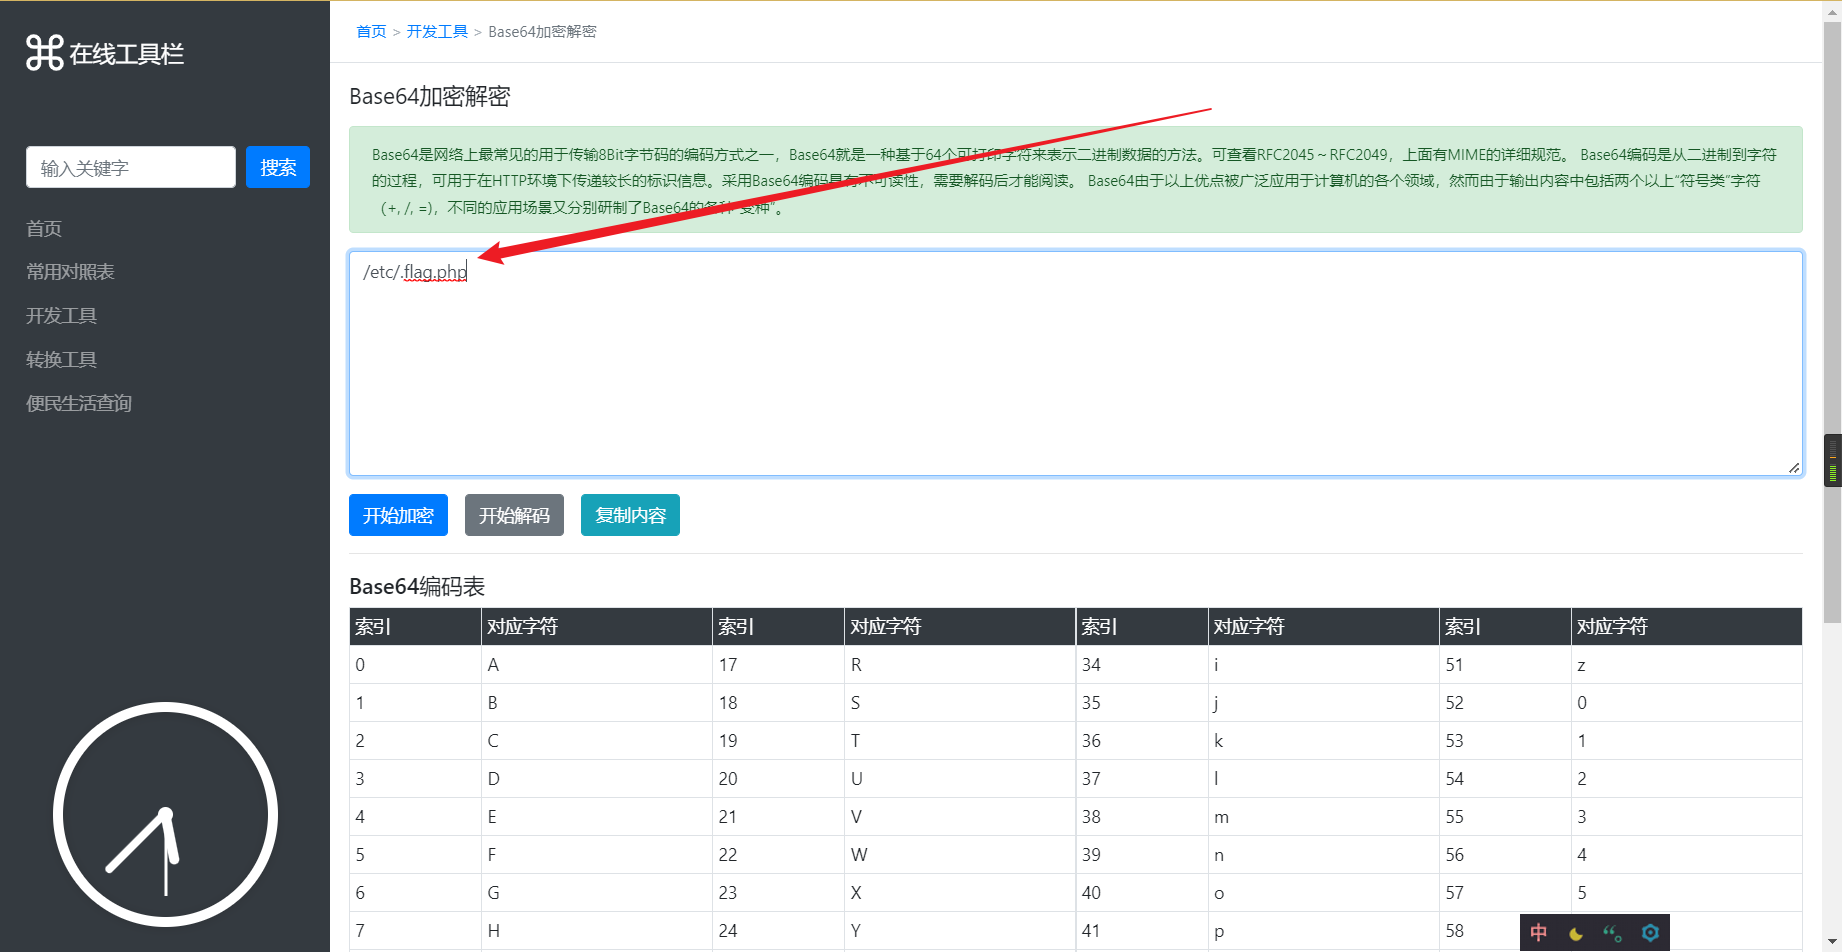 在线工具栏
输入关键字
搜索
首页
常用对照表
开发工具
转换工具
便民生活查询
首页 > 开发工具 > Base64加密解密
Base64加密解密
Base64是网络上最常见的用于传输8Bit字节码的编码方式之一，Base64就是一种基于64个可打印字符来表示二进制数据的方法。可查看RFC2045～RFC2049，上面有MIME的详细规范。 Base64编码是从二进制到字符
的过程，可用于在HTTP环境下传递较长的标识信息。采用Base64编码具有不可读性，需要解码后才能阅读。 Base64由于以上优点被广泛应用于计算机的各个领域，然而由于输出内容中包括两个以上“符号类”字符
（+, /, =)，不同的应用场景又分别研制了Base64的各种“变种”。
/etc/.flag.php
开始加密
开始解码
复制内容
Base64编码表
索引 对应字符 索引 对应字符 索引 对应字符 索引 对应字符
0 A 17 R 34 i 51 z
1 B 18 S 35 j 52 0
2 C 19 T 36 k 53 1
3 D 20 U 37 l 54 2
4 E 21 V 38 m 55 3
5 F 22 W 39 n 56 4
6 G 23 X 40 o 57 5
7 H 24 Y 41 p 58
中